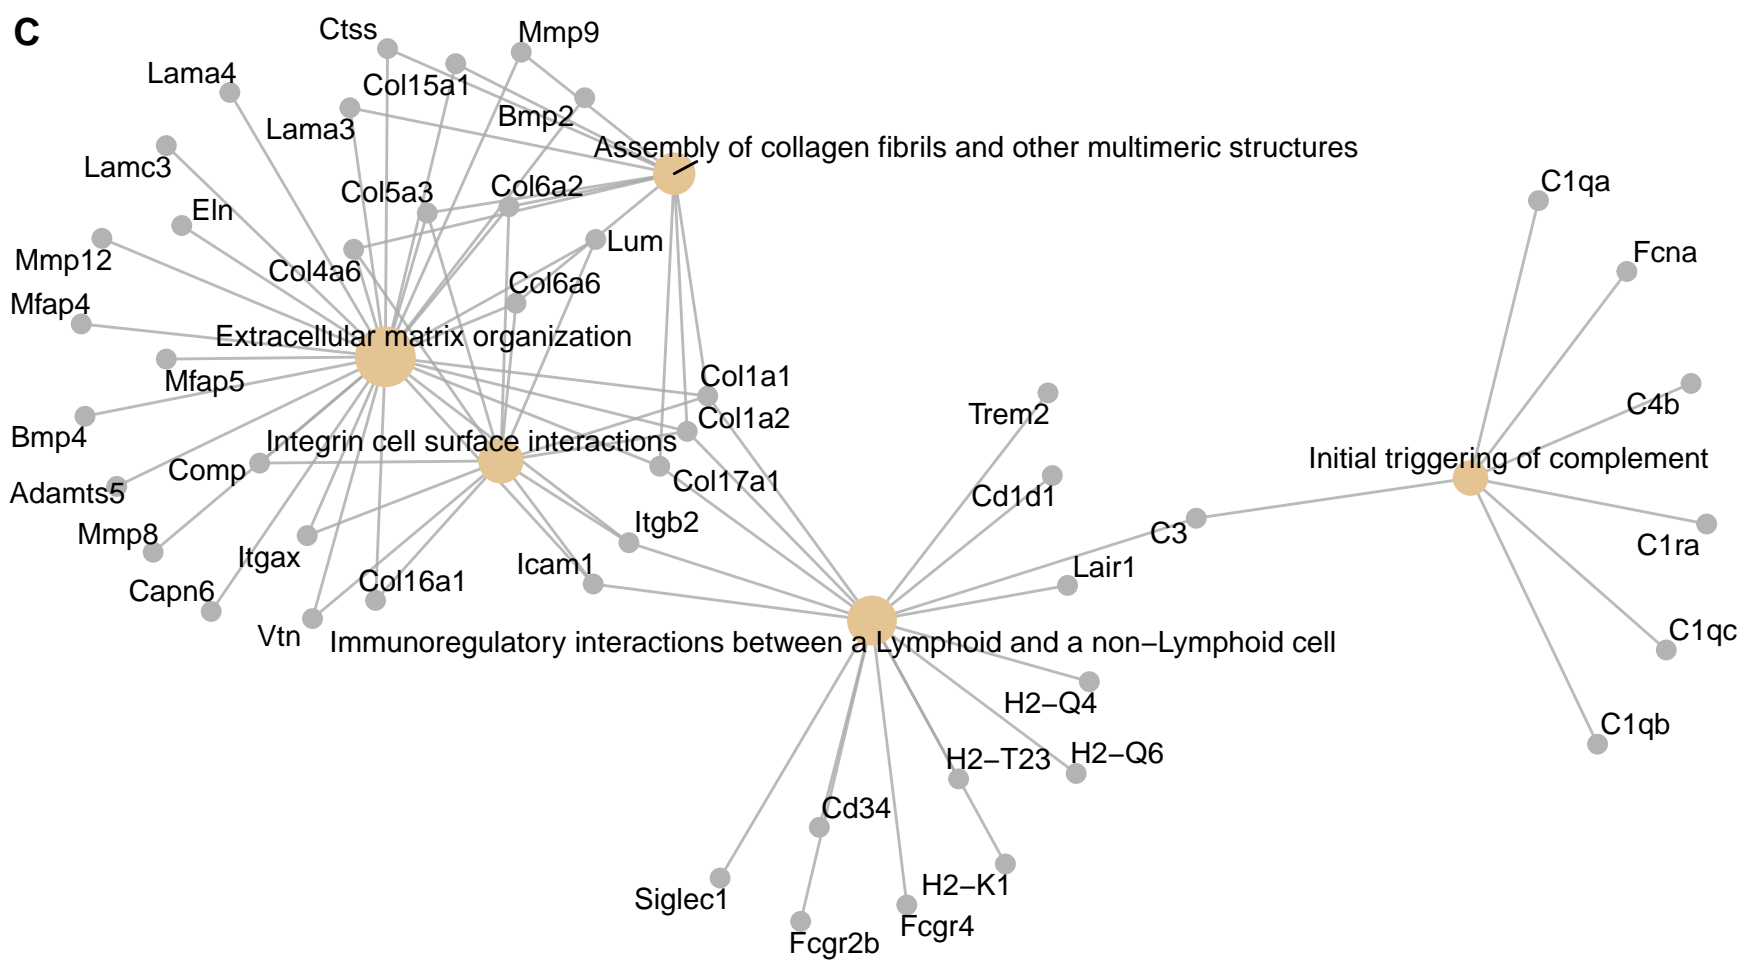 C
Ctss
Mmp9
Lama4
Col15a1
Bmp2
Lama3
Assembly of collagen fibrils and other multimeric structures
Lamc3
C1qa
Col5a3
Col6a2
Eln
Lum
Fcna
Mmp12
Col4a6
Col6a6
Mfap4
Extracellular matrix organization
Mfap5
Col1a1
C4b
Col1a2
Trem2
Bmp4
Integrin cell surface interactions
Initial triggering of complement
Comp
Col17a1
Adamts5
Cd1d1
Itgb2
Mmp8
C3
C1ra
Itgax
Icam1
Lair1
Col16a1
Capn6
Vtn
C1qc
Immunoregulatory interactions between a Lymphoid and a non−Lymphoid cell
H2−Q4
C1qb
H2−T23
H2−Q6
Cd34
H2−K1
Siglec1
Fcgr4
Fcgr2b